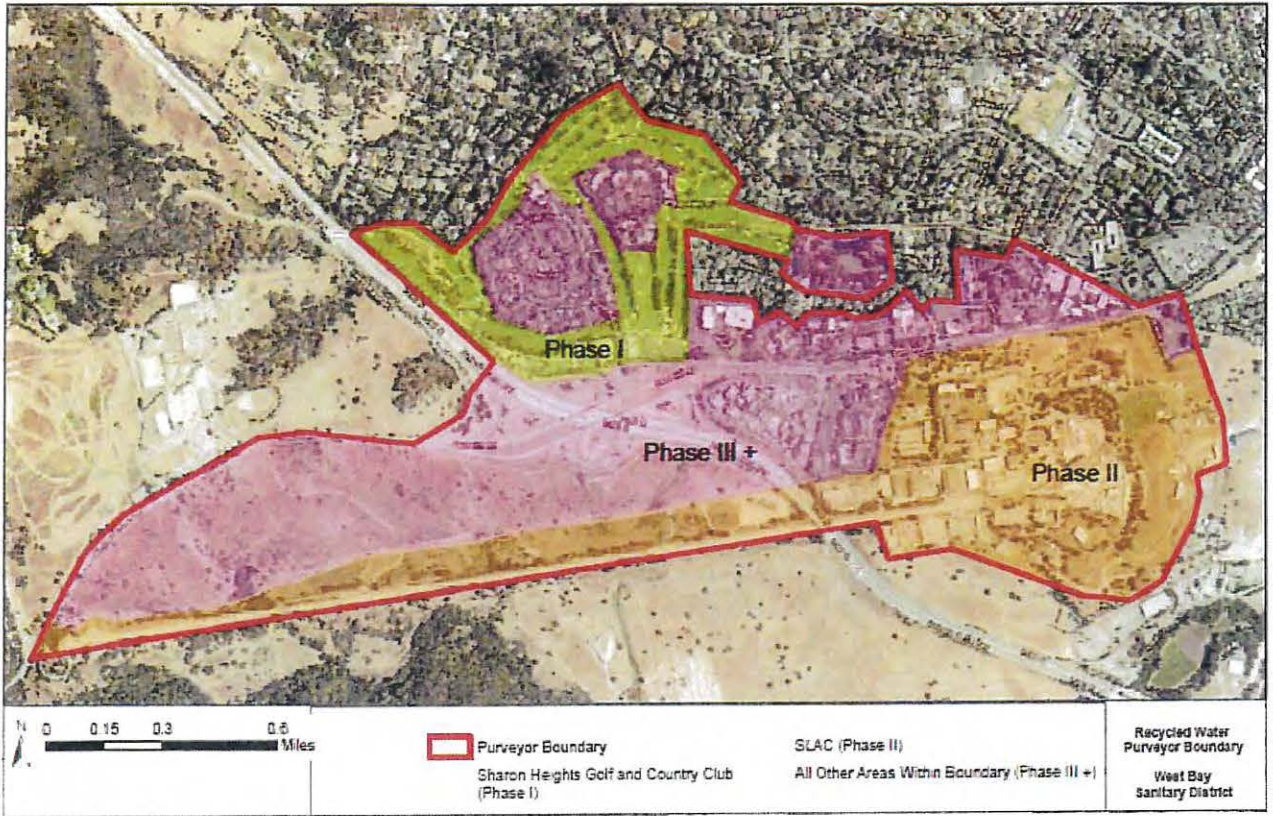 Phase I
Phase III +
Phase II
N
0 0.15 0.3 0.6
Miles
Purveyor Boundary
Sharon Heights Golf and Country Club
(Phase I)
SLAC (Phase II)
All Other Areas Within Boundary (Phase III +)
Recycled Water
Purveyor Boundary
West Bay
Sanitary District